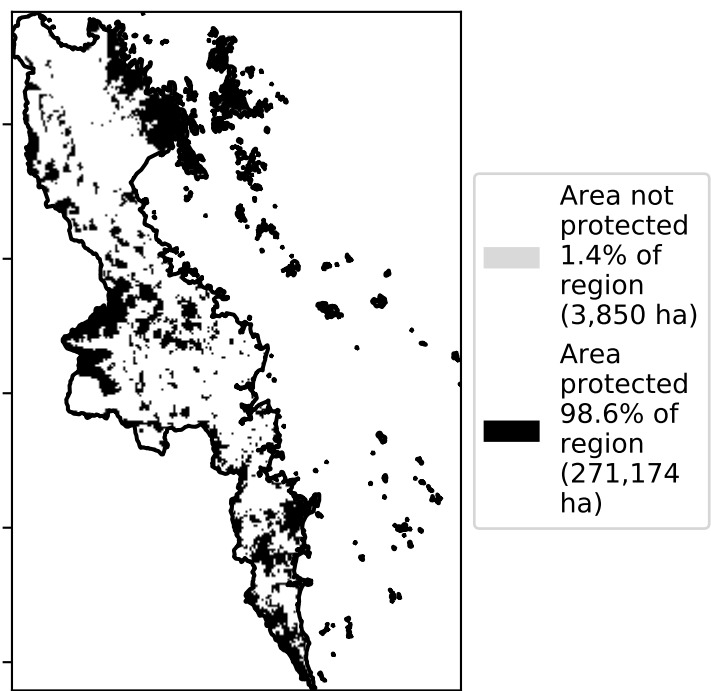 Area not
protected
1.4% of
region
(3,850 ha)
Area
protected
98.6% of
region
(271,174
ha)